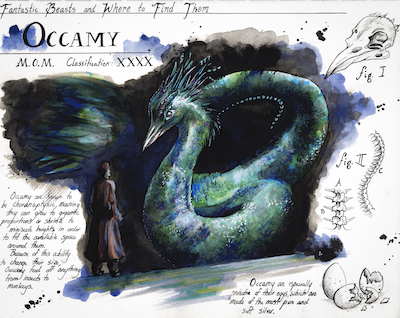 Fantastic Beasts and Where to Find Them
OCCAMY
M.O.M. Classification: XXXX
fig. I
fig. II
Occamy are known to
be Choranaptyxic, meaning
they can grow to gigantic
proportions or shrink to
miniscule heights in order
to fit the available space
around them.
Because of this ability
to change their size,
Occamy feed off anything
from insects to
monkeys.
Occamy are specially
protective of their eggs, which are
made of the most pure and
soft silver.